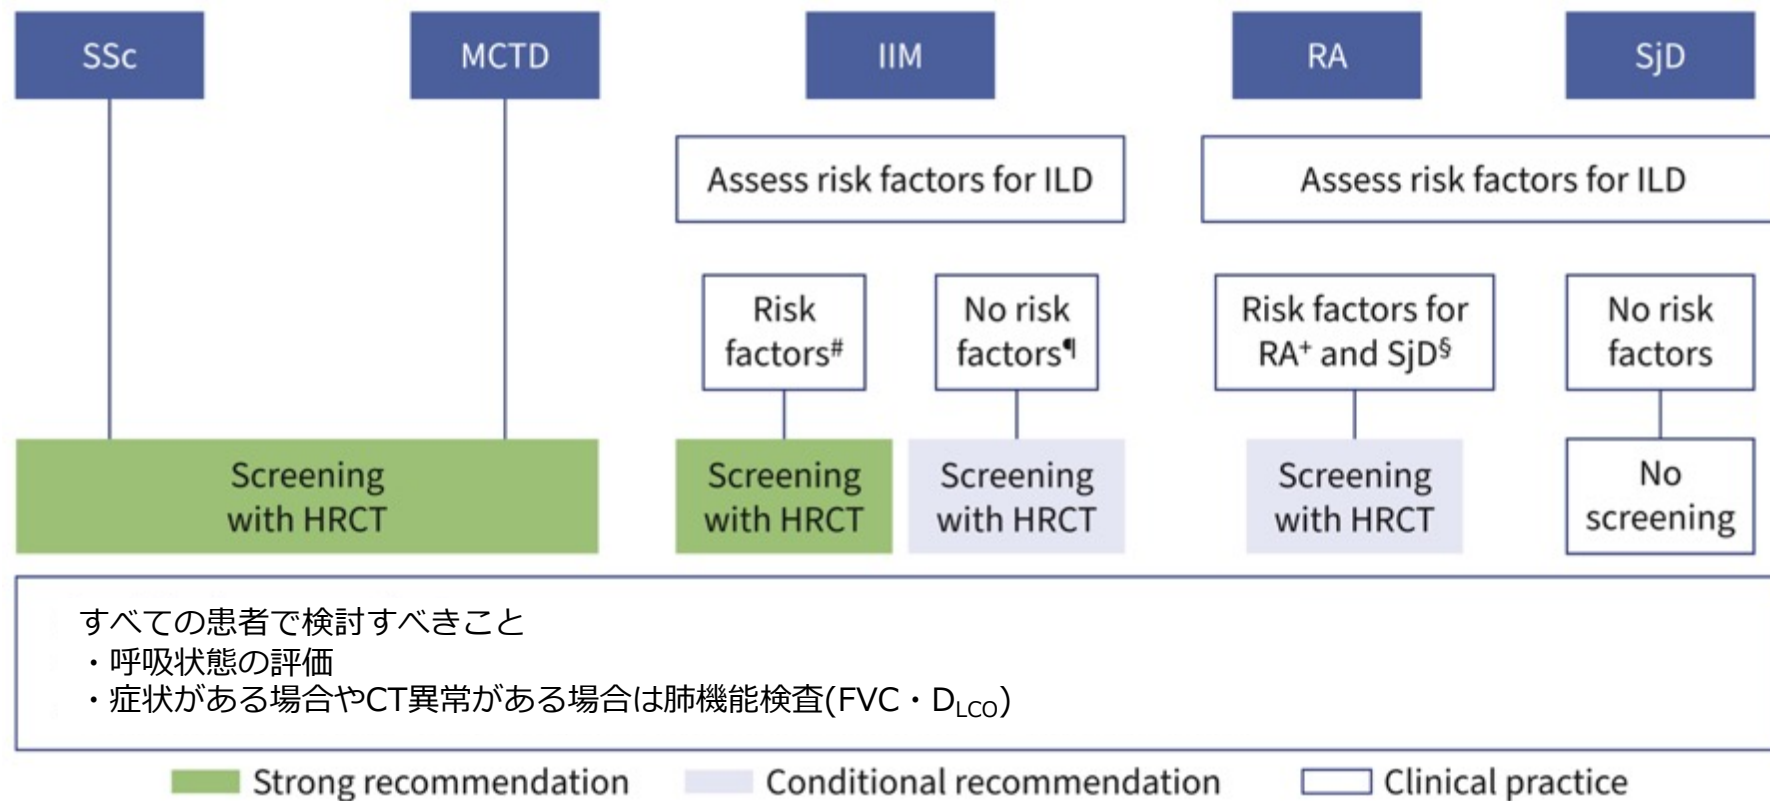 SSc
MCTD
IIM
RA
SjD
Assess risk factors for ILD
Assess risk factors for ILD
Risk
factors#
No risk
factors¶
Risk factors for
RA⁺ and SjD§
No risk
factors
Screening
with HRCT
Screening
with HRCT
Screening
with HRCT
Screening
with HRCT
No
screening
すべての患者で検討すべきこと
・呼吸状態の評価
・症状がある場合やCT異常がある場合は肺機能検査(FVC・DLCO)
Strong recommendation
Conditional recommendation
Clinical practice